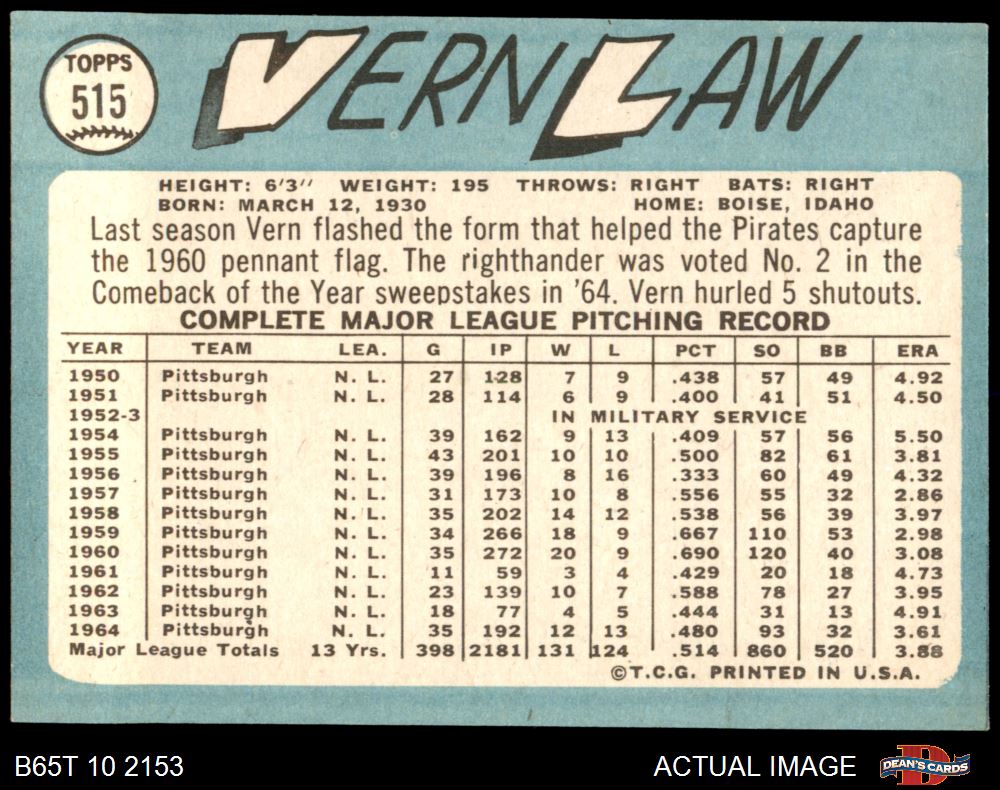 TOPPS
515
VERN LAW
HEIGHT: 6'3" WEIGHT: 195 THROWS: RIGHT BATS: RIGHT
BORN: MARCH 12, 1930 HOME: BOISE, IDAHO
Last season Vern flashed the form that helped the Pirates capture
the 1960 pennant flag. The righthander was voted No. 2 in the
Comeback of the Year sweepstakes in '64. Vern hurled 5 shutouts.
COMPLETE MAJOR LEAGUE PITCHING RECORD
YEAR TEAM LEA. G IP W L PCT SO BB ERA
1950 Pittsburgh N. L. 27 128 7 9 .438 57 49 4.92
1951 Pittsburgh N. L. 28 114 6 9 .400 41 51 4.50
1952-3 IN MILITARY SERVICE
1954 Pittsburgh N. L. 39 162 9 13 .409 57 56 5.50
1955 Pittsburgh N. L. 43 201 10 10 .500 82 61 3.81
1956 Pittsburgh N. L. 39 196 8 16 .333 60 49 4.32
1957 Pittsburgh N. L. 31 173 10 8 .556 55 32 2.86
1958 Pittsburgh N. L. 35 202 14 12 .538 56 39 3.97
1959 Pittsburgh N. L. 34 266 18 9 .667 110 53 2.98
1960 Pittsburgh N. L. 35 272 20 9 .690 120 40 3.08
1961 Pittsburgh N. L. 11 59 3 4 .429 20 18 4.73
1962 Pittsburgh N. L. 23 139 10 7 .588 78 27 3.95
1963 Pittsburgh N. L. 18 77 4 5 .444 31 13 4.91
1964 Pittsburgh N. L. 35 192 12 13 .480 93 32 3.61
Major League Totals 13 Yrs. 398 2181 131 124 .514 860 520 3.88
©T.C.G. PRINTED IN U.S.A.
B65T 10 2153
ACTUAL IMAGE
D
DEAN'S CARDS